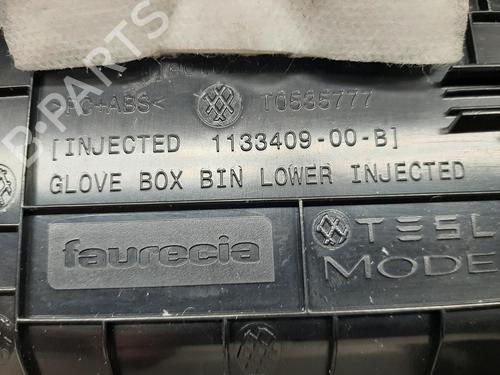 PC+ABS< T0535777
[INJECTED 1133409-00-B]
GLOVE BOX BIN LOWER INJECTED
faurecia TESL
MODE
B-PARTS